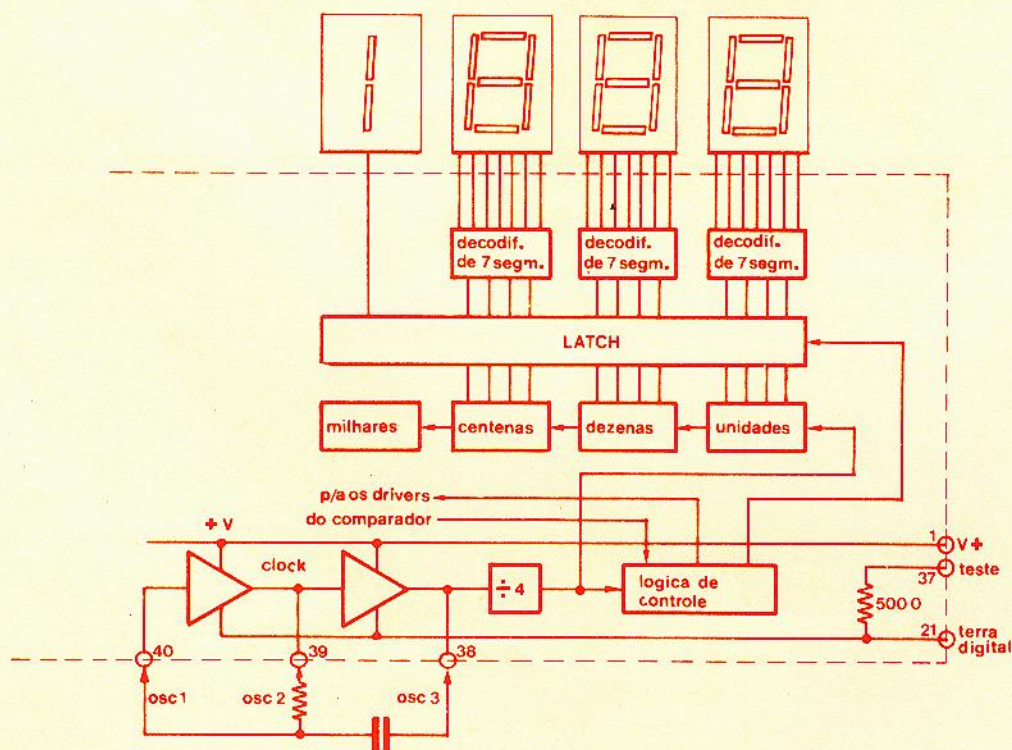 decodif.
de 7 segm.
decodif.
de 7 segm.
decodif.
de 7 segm.
LATCH
milhares
centenas
dezenas
unidades
p/a os drivers
do comparador
+ V
clock
÷ 4
logica de
controle
1
V+
37
teste
500 0
21
terra
digital
40
39
38
osc 1
osc 2
osc 3